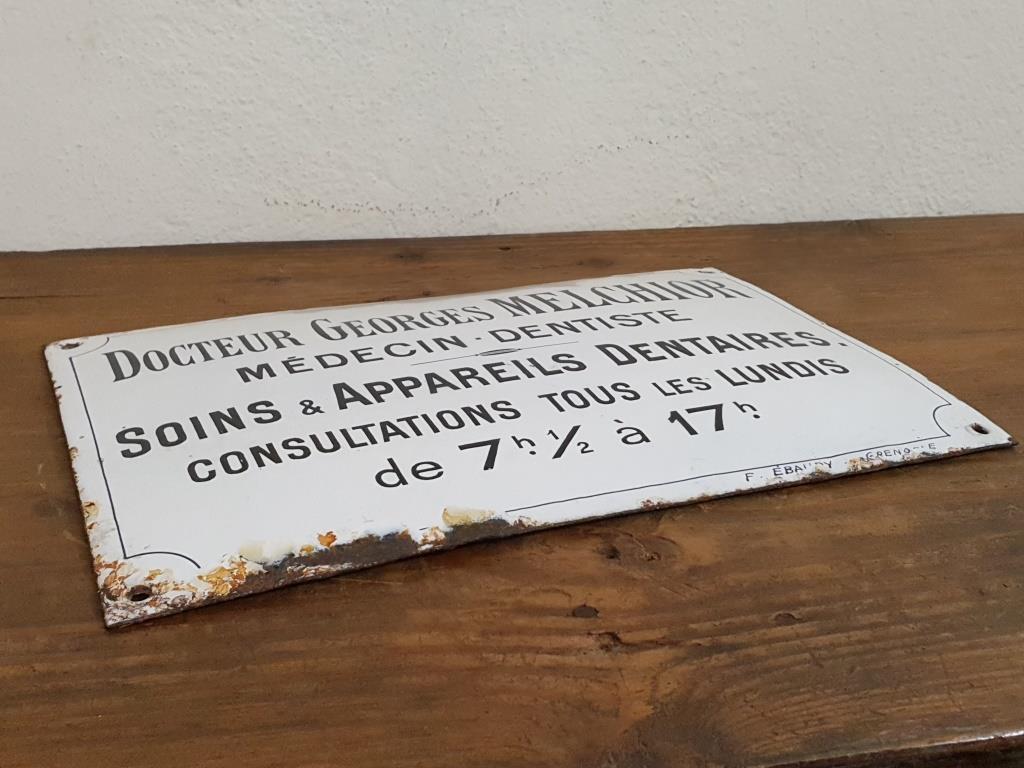 DOCTEUR GEORGES MELCHIOR
MÉDECIN-DENTISTE
SOINS & APPAREILS DENTAIRES.
CONSULTATIONS TOUS LES LUNDIS
de 7h. 1/2 à 17h.
F.